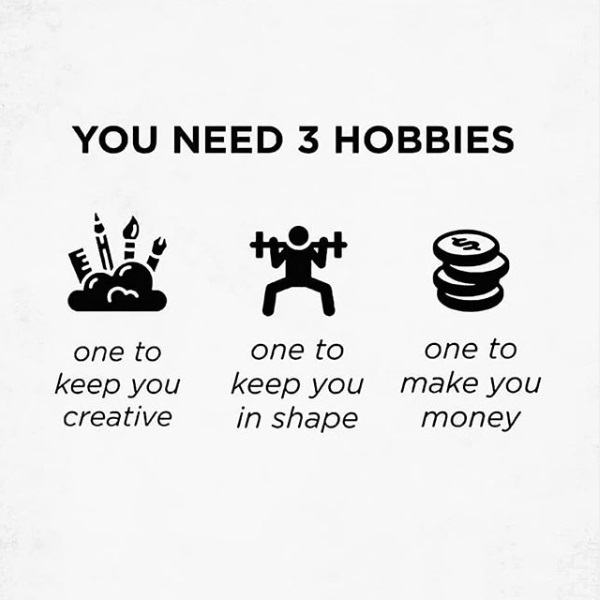 YOU NEED 3 HOBBIES
one to
keep you
creative
one to
keep you
in shape
$
one to
make you
money